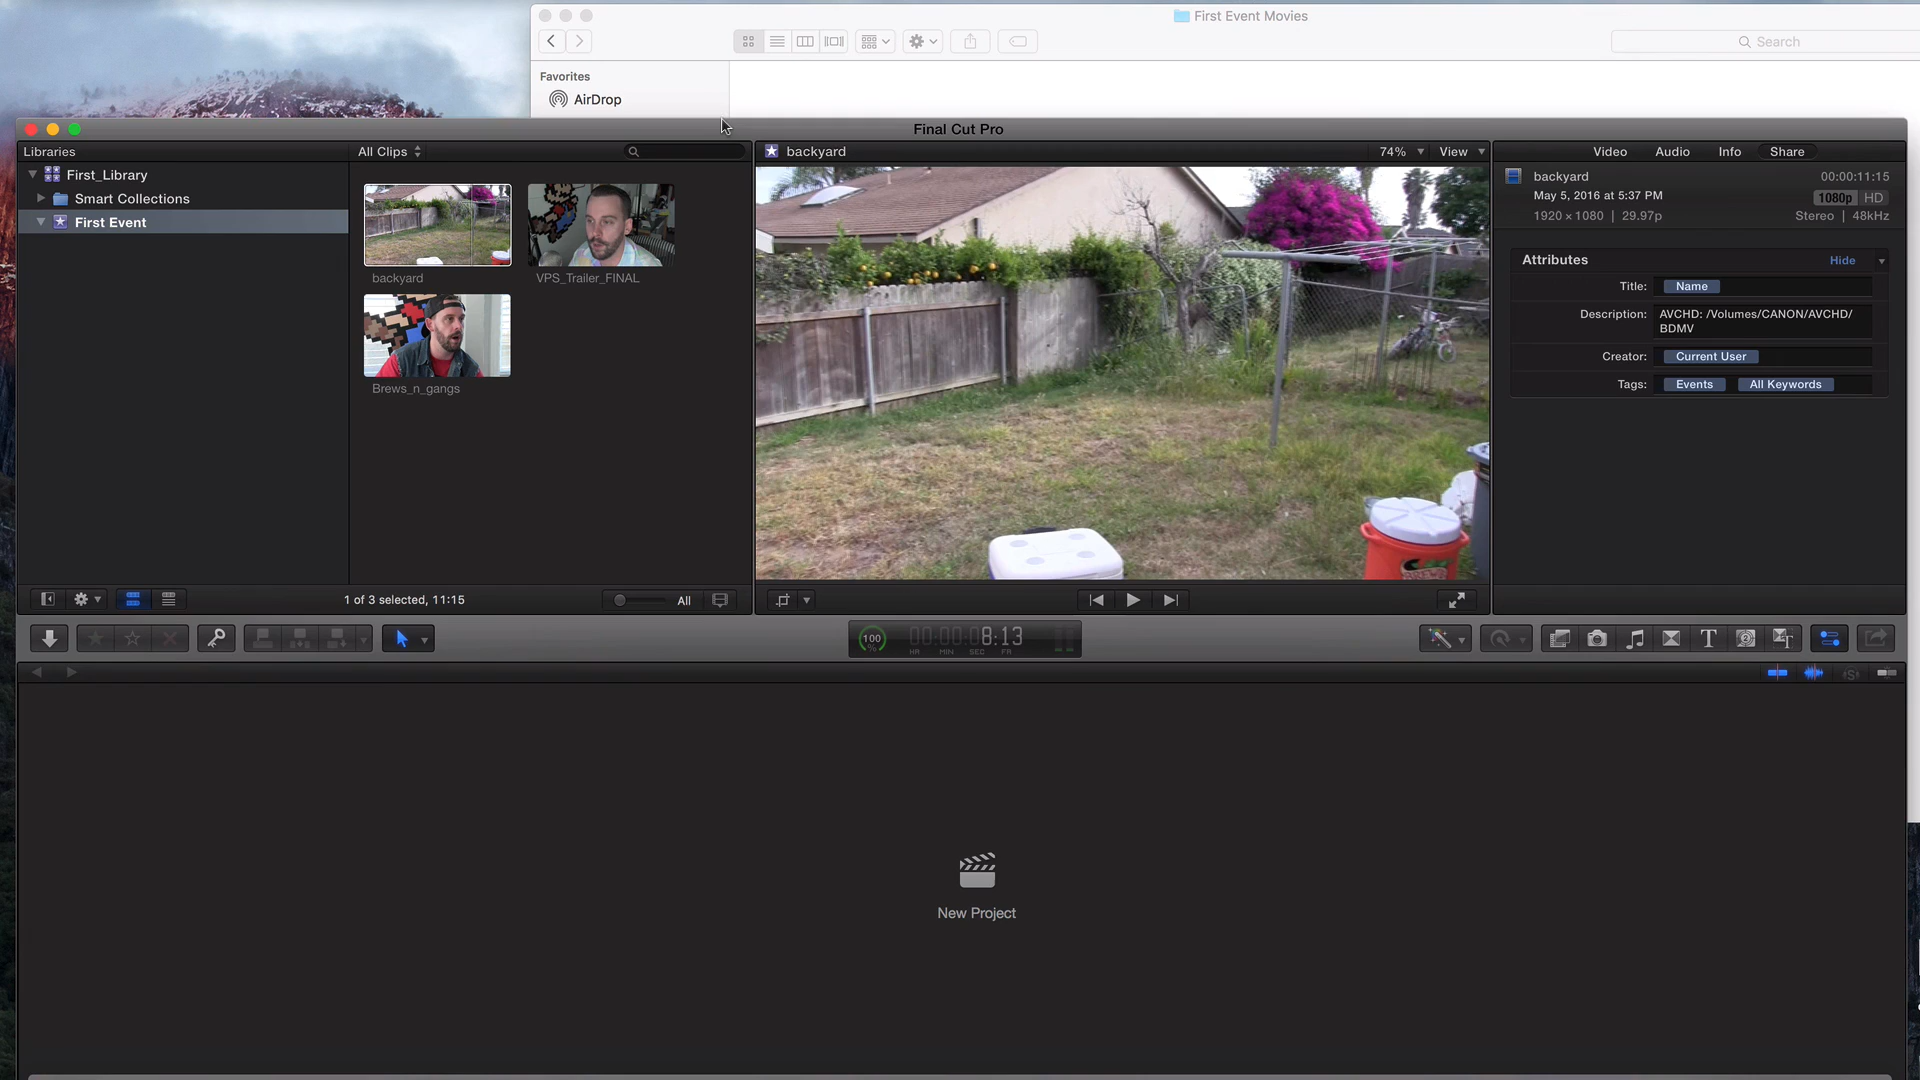 First Event Movies
Search
Favorites
AirDrop
Final Cut Pro
Libraries
All Clips
backyard
74%
View
Video
Audio
Info
Share
First_Library
Smart Collections
First Event
backyard
VPS_Trailer_FINAL
Brews_n_gangs
backyard
00:00:11:15
May 5, 2016 at 5:37 PM
1080p
HD
1920 × 1080 | 29.97p
Stereo | 48kHz
Attributes
Hide
Title:
Name
Description:
AVCHD: /Volumes/CANON/AVCHD/
BDMV
Creator:
Current User
Tags:
Events
All Keywords
1 of 3 selected, 11:15
All
100
%
00:00:08:13
HR
MIN
SEC
FR
T
T
S
New Project